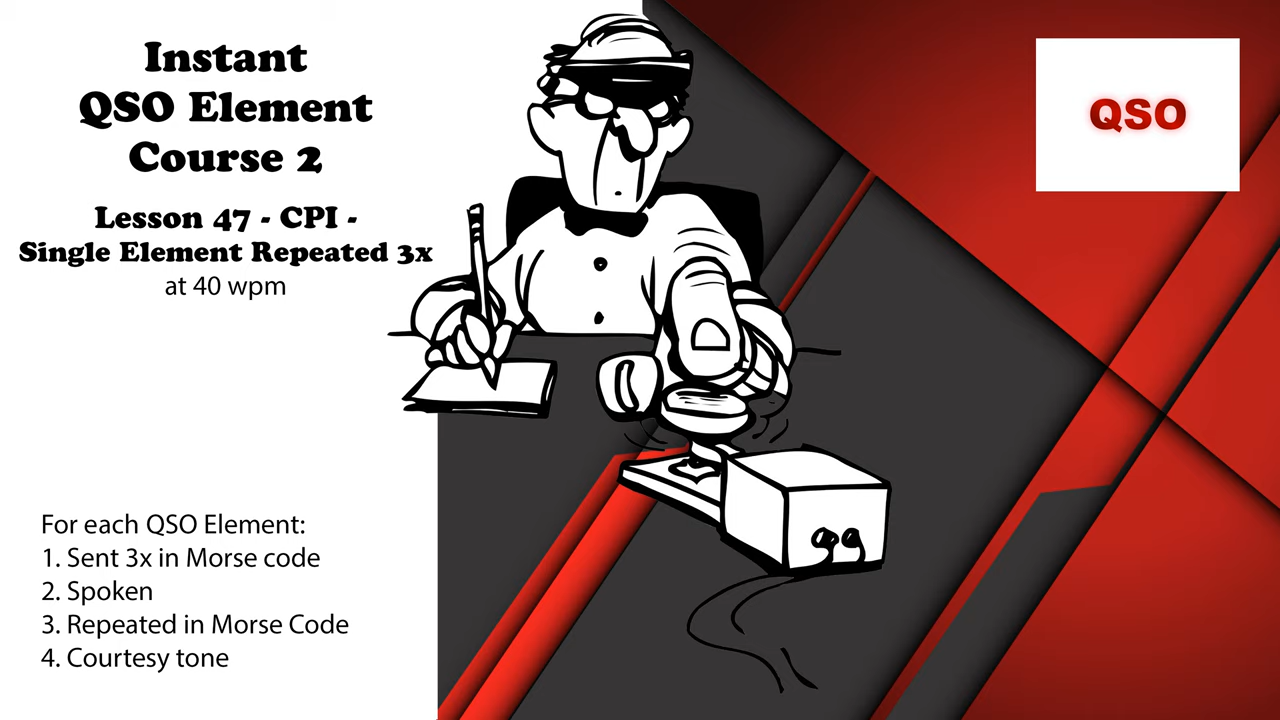 Instant
QSO Element
Course 2
Lesson 47 - CPI -
Single Element Repeated 3x
at 40 wpm
QSO
For each QSO Element:
1. Sent 3x in Morse code
2. Spoken
3. Repeated in Morse Code
4. Courtesy tone